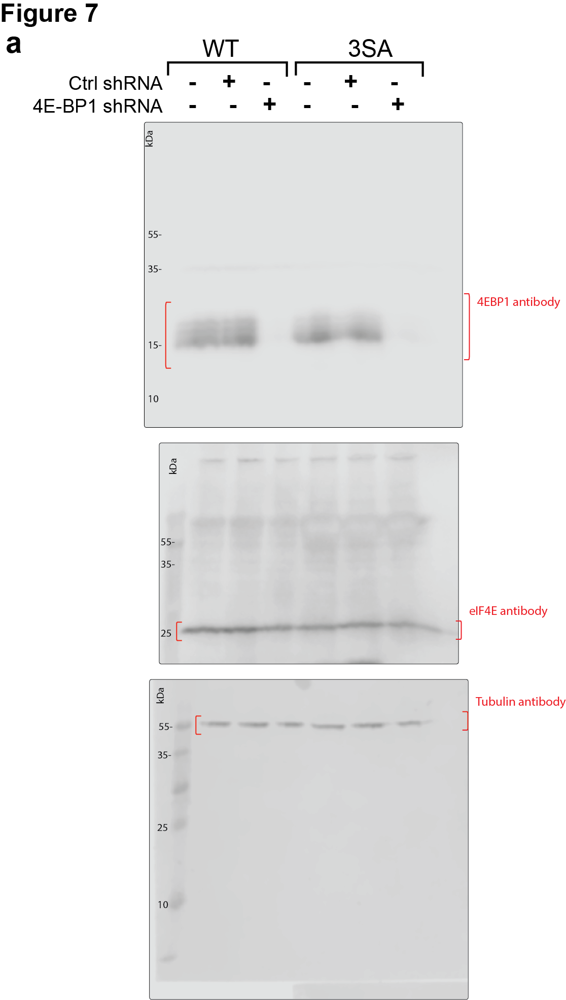 Figure 7
a
WT 3SA
Ctrl shRNA - + - - + -
4E-BP1 shRNA - - + - - +
kDa
55-
35-
4EBP1 antibody
15-
10
kDa
55-
35-
eIF4E antibody
25
kDa
Tubulin antibody
55-
35-
25
10